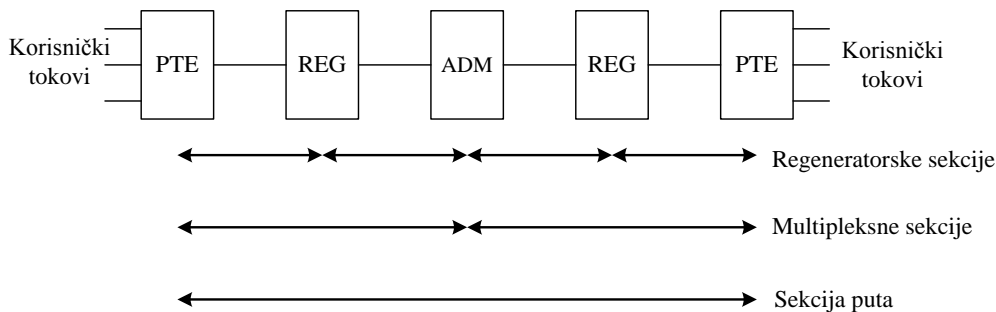 Korisnički
tokovi
PTE
REG
ADM
REG
PTE
Korisnički
tokovi
Regeneratorske sekcije
Multipleksne sekcije
Sekcija puta